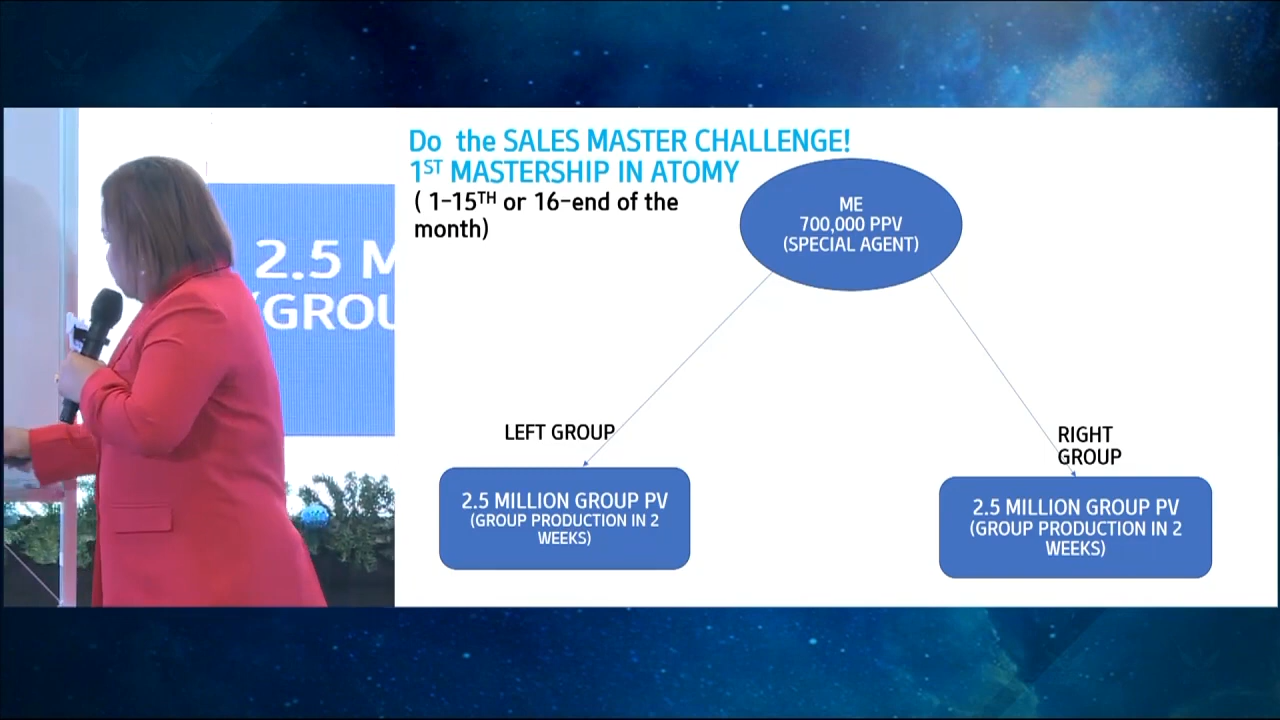 Do the SALES MASTER CHALLENGE!
1ST MASTERSHIP IN ATOMY
( 1-15TH or 16-end of the
month)
ME
700,000 PPV
(SPECIAL AGENT)
2.5 M
(GROU
LEFT GROUP
RIGHT
GROUP
2.5 MILLION GROUP PV
(GROUP PRODUCTION IN 2
WEEKS)
2.5 MILLION GROUP PV
(GROUP PRODUCTION IN 2
WEEKS)